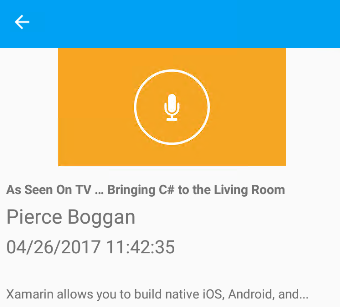 As Seen On TV … Bringing C# to the Living Room
Pierce Boggan
04/26/2017 11:42:35
Xamarin allows you to build native iOS, Android, and...